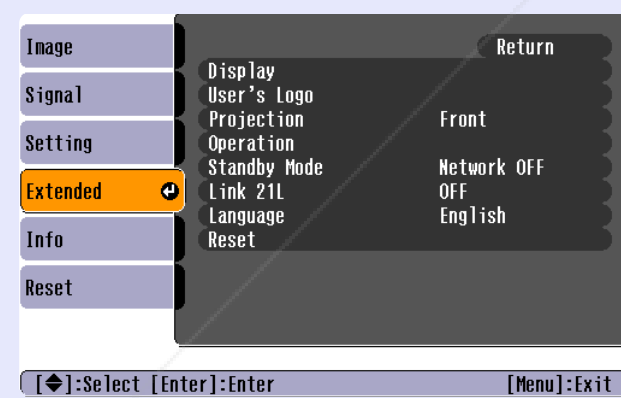 Image
Signal
Setting
Extended
Info
Reset
Return
Display
User's Logo
Projection Front
Operation
Standby Mode Network OFF
Link 21L OFF
Language English
Reset
[◆]:Select [Enter]:Enter [Menu]:Exit